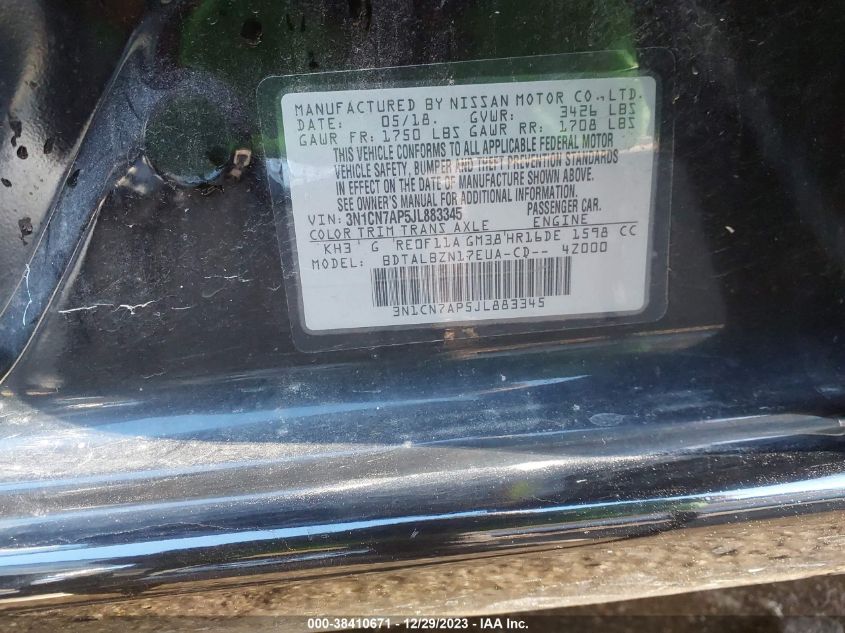 MANUFACTURED BY NISSAN MOTOR CO.,LTD.
DATE: 05/18. GVWR: 3426 LBS
GAUR FR: 1750 LBS GAUR RR: 1708 LBS
THIS VEHICLE CONFORMS TO ALL APPLICABLE FEDERAL MOTOR
VEHICLE SAFETY, BUMPER AND THEFT PREVENTION STANDARDS
IN EFFECT ON THE DATE OF MANUFACTURE SHOWN ABOVE.
SEE OWNER'S MANUAL FOR ADDITIONAL INFORMATION.
VIN: 3N1CN7AP5JL883345 PASSENGER CAR.
COLOR TRIM TRANS AXLE ENGINE
KH3' G 'RE0F11A GM38'HR16DE 1598 CC
MODEL: BDTALBZN17EUA-CD-- 4Z000
3N1CN7AP5JL883345
000-38410671 - 12/29/2023 - IAA Inc.